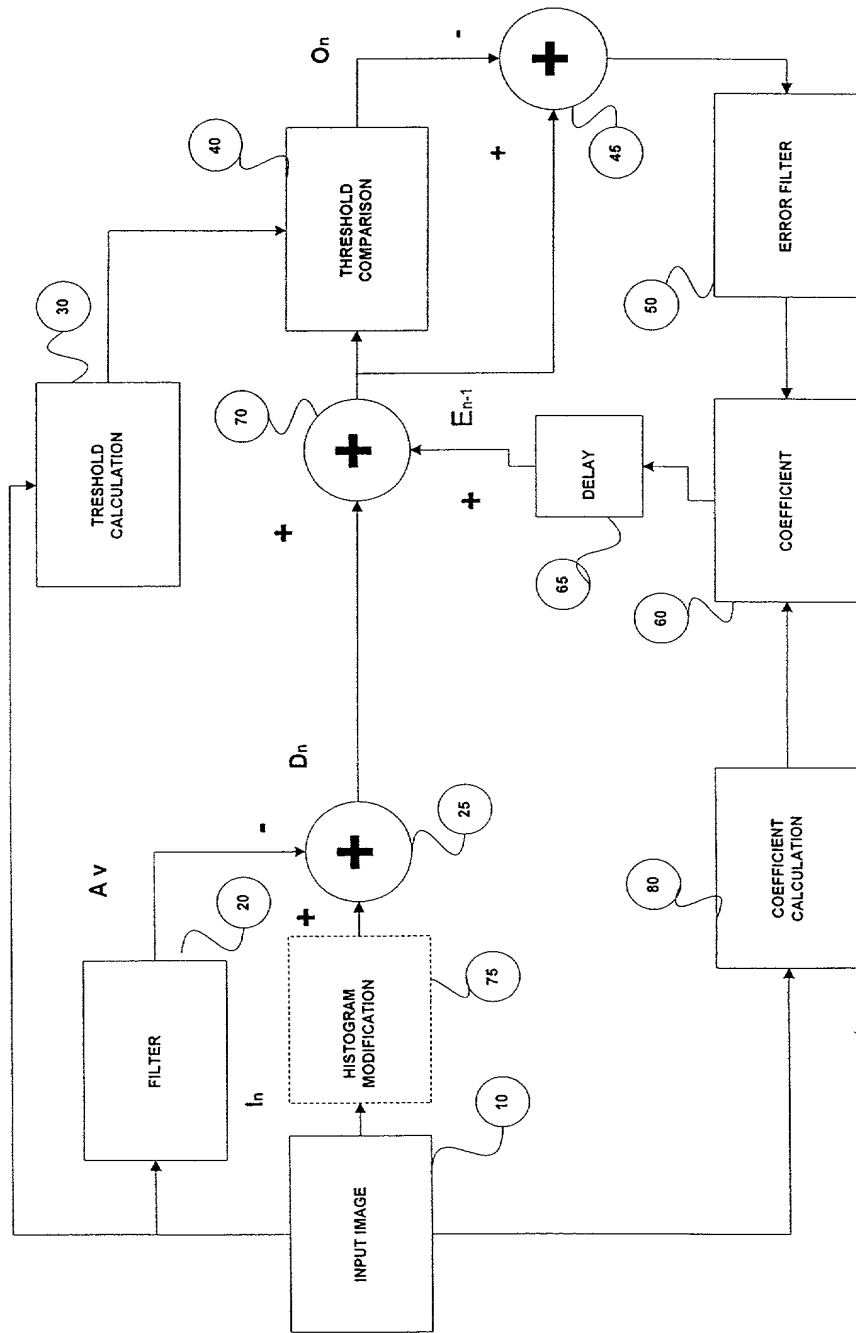 INPUT IMAGE
10
In
FILTER
20
A v
-
HISTOGRAM
MODIFICATION
75
+
+
25
Dn
TRESHOLD
CALCULATION
30
+
+
70
+
En-1
DELAY
65
THRESHOLD
COMPARISON
40
On
-
+
+
45
COEFFICIENT
CALCULATION
80
COEFFICIENT
60
ERROR FILTER
50